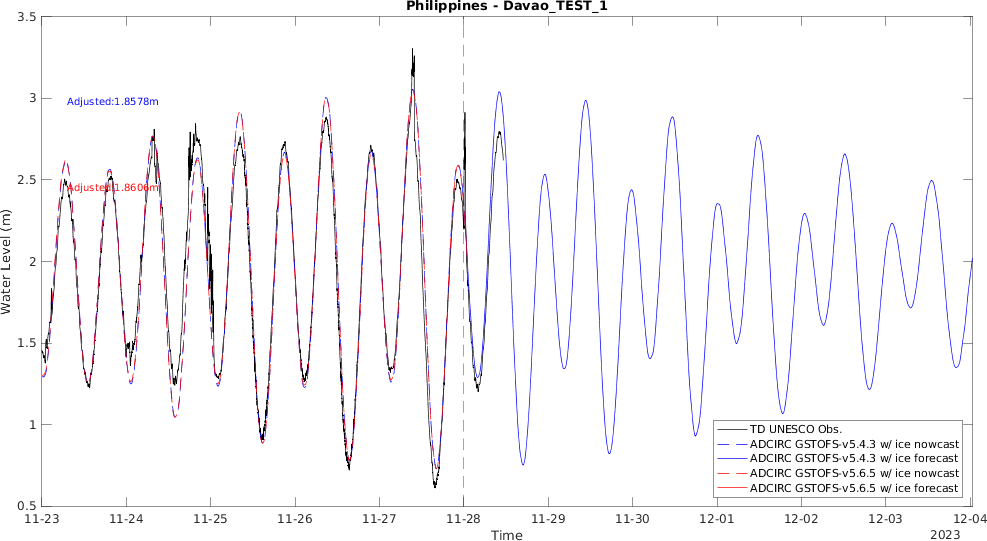 Philippines - Davao_TEST_1
3.5
3
2.5
2
1.5
1
0.5
Water Level (m)
Adjusted:1.8578m
Adjusted:1.8606m
TD UNESCO Obs.
ADCIRC GSTOFS-v5.4.3 w/ ice nowcast
ADCIRC GSTOFS-v5.4.3 w/ ice forecast
ADCIRC GSTOFS-v5.6.5 w/ ice nowcast
ADCIRC GSTOFS-v5.6.5 w/ ice forecast
11-23 11-24 11-25 11-26 11-27 11-28 11-29 11-30 12-01 12-02 12-03 12-04
Time
2023